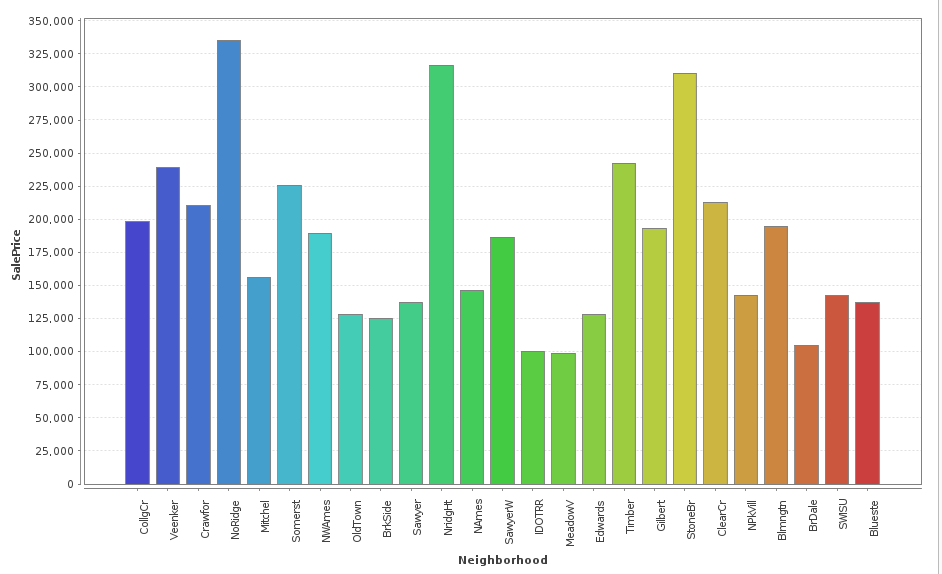 350,000
325,000
300,000
275,000
250,000
225,000
200,000
175,000
150,000
125,000
100,000
75,000
50,000
25,000
0
SalePrice
CollgCr
Veenker
Crawfor
NoRidge
Mitchel
Somerst
NWAmes
OldTown
BrkSide
Sawyer
NridgHt
NAmes
SawyerW
IDOTRR
MeadowV
Edwards
Timber
Gilbert
StoneBr
ClearCr
NPkVill
Blmngtn
BrDale
SWISU
Blueste
Neighborhood